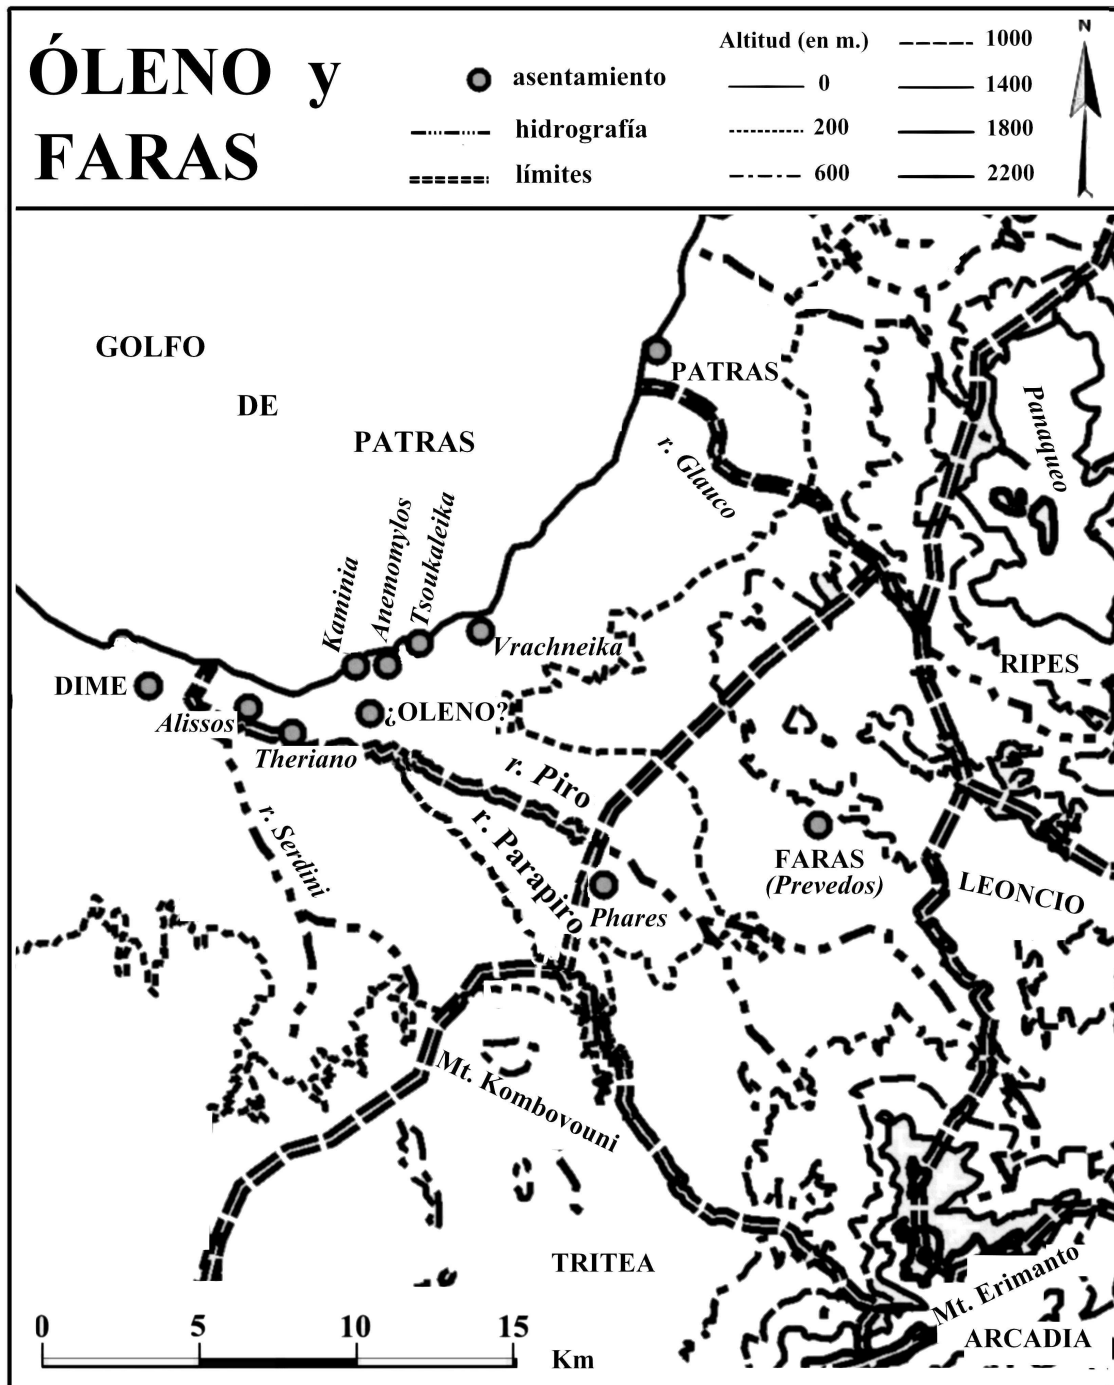 ÓLENO y
FARAS
asentamiento
hidrografía
límites
Altitud (en m.)
0
200
600
1000
1400
1800
2200
N
GOLFO
DE
PATRAS
PATRAS
Panaqueo
r. Glauco
Kaminia
Anemomylos
Tsoukaleika
Vrachneika
RIPES
DIME
Alissos
¿OLENO?
Theriano
r. Piro
r. Serdini
r. Parapiro
FARAS
(Prevedos)
LEONCIO
Phares
Mt. Kombovouni
TRITEA
Mt. Erimanto
ARCADIA
0 5 10 15
Km